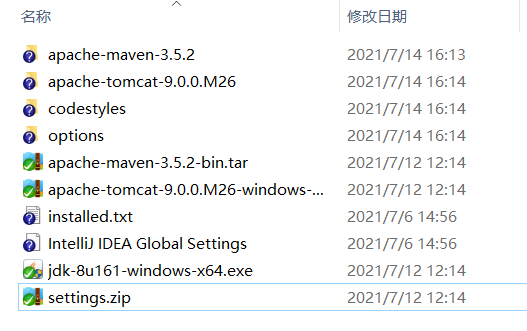 名称 修改日期
apache-maven-3.5.2 2021/7/14 16:13
apache-tomcat-9.0.0.M26 2021/7/14 16:14
codestyles 2021/7/14 16:14
options 2021/7/14 16:14
apache-maven-3.5.2-bin.tar 2021/7/12 12:14
apache-tomcat-9.0.0.M26-windows-... 2021/7/12 12:14
installed.txt 2021/7/6 14:56
IntelliJ IDEA Global Settings 2021/7/6 14:56
jdk-8u161-windows-x64.exe 2021/7/12 12:14
settings.zip 2021/7/12 12:14